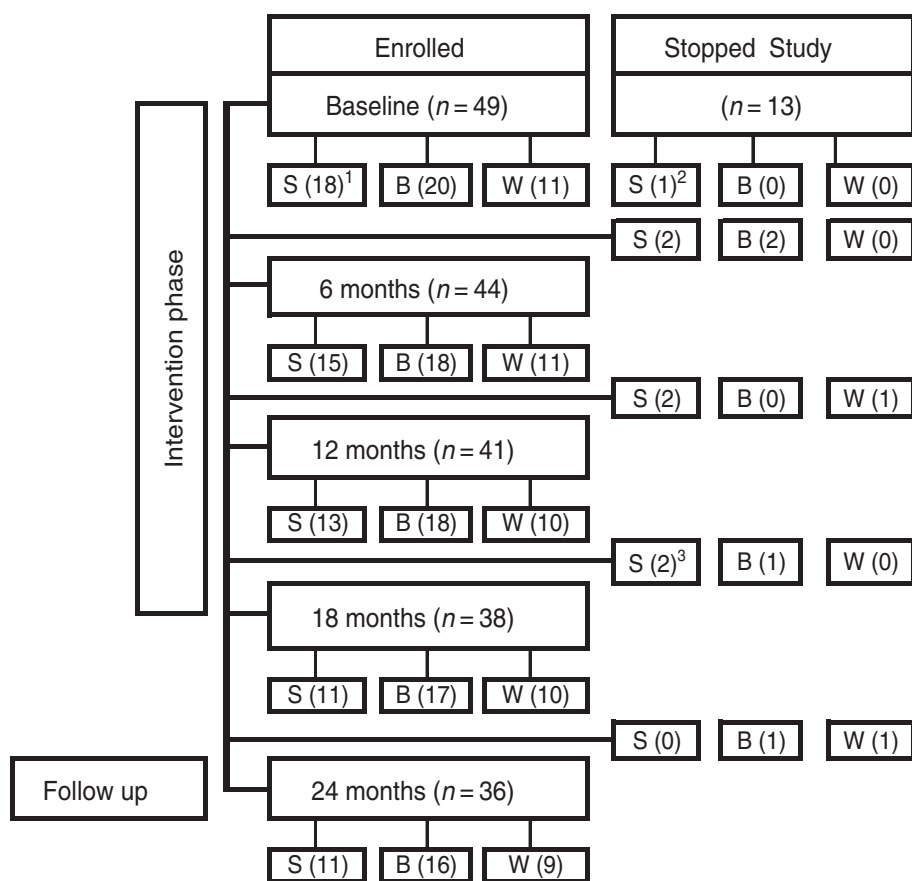 Enrolled
Stopped Study
Baseline (n = 49)
(n = 13)
S (18)¹ B (20) W (11) S (1)² B (0) W (0)
S (2) B (2) W (0)
6 months (n = 44)
S (15) B (18) W (11)
S (2) B (0) W (1)
Intervention phase
12 months (n = 41)
S (13) B (18) W (10)
S (2)³ B (1) W (0)
18 months (n = 38)
S (11) B (17) W (10)
S (0) B (1) W (1)
Follow up
24 months (n = 36)
S (11) B (16) W (9)